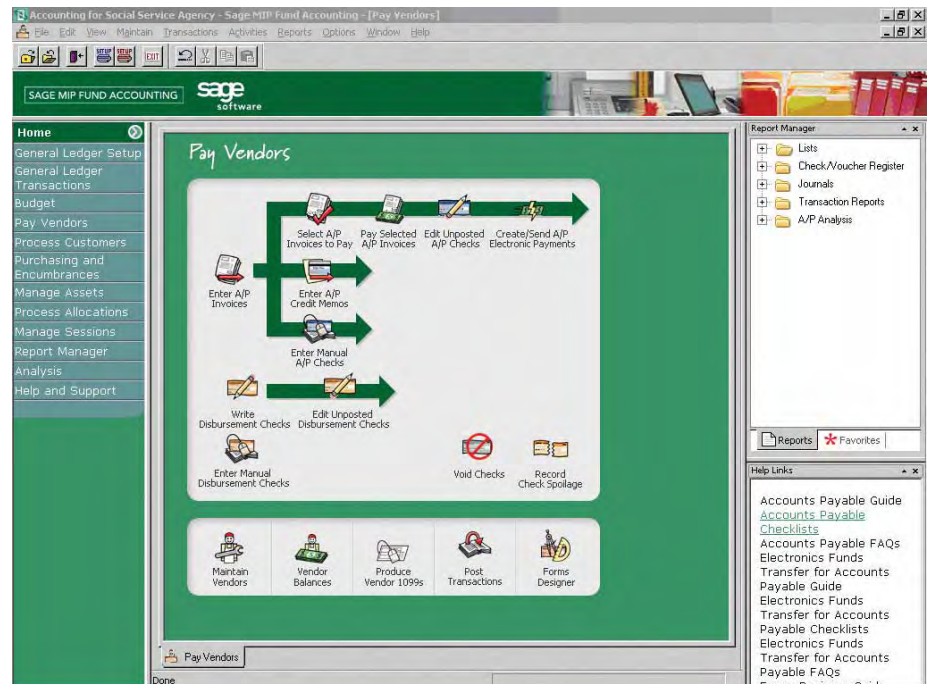 Accounting for Social Service Agency - Sage MIP Fund Accounting - [Pay Vendors]
File Edit View Maintain Transactions Activities Reports Options Window Help
SETUP SETUP EXIT
SAGE MIP FUND ACCOUNTING
sage
software
Home
General Ledger Setup
General Ledger
Transactions
Budget
Pay Vendors
Process Customers
Purchasing and
Encumbrances
Manage Assets
Process Allocations
Manage Sessions
Report Manager
Analysis
Help and Support
Pay Vendors
Select A/P
Invoices to Pay
Pay Selected
A/P Invoices
Edit Unposted
A/P Checks
Create/Send A/P
Electronic Payments
Enter A/P
Invoices
Enter A/P
Credit Memos
Enter Manual
A/P Checks
Write
Disbursement Checks
Edit Unposted
Disbursement Checks
Enter Manual
Disbursement Checks
Void Checks
Record
Check Spoilage
Maintain
Vendors
Vendor
Balances
Produce
Vendor 1099s
Post
Transactions
Forms
Designer
Pay Vendors
Done
Report Manager
Lists
Check/Voucher Register
Journals
Transaction Reports
A/P Analysis
Reports
Favorites
Help Links
Accounts Payable Guide
Accounts Payable
Checklists
Accounts Payable FAQs
Electronics Funds
Transfer for Accounts
Payable Guide
Electronics Funds
Transfer for Accounts
Payable Checklists
Electronics Funds
Transfer for Accounts
Payable FAQs